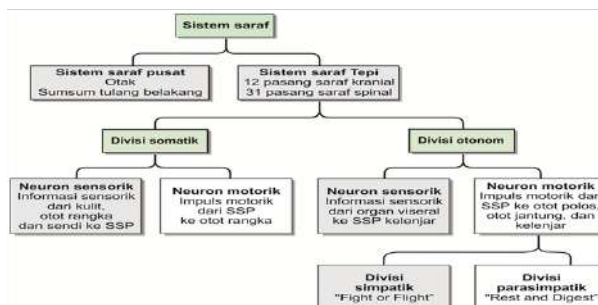 Sistem saraf
Sistem saraf pusat
Otak
Sumsum tulang belakang
Sistem saraf Tepi
12 pasang saraf kranial
31 pasang saraf spinal
Divisi somatik
Divisi otonom
Neuron sensorik
Informasi sensorik
dari kulit,
otot rangka
dan sendi ke SSP
Neuron motorik
Impuls motorik
dari SSP
ke otot rangka
Neuron sensorik
Informasi sensorik
dari organ viseral
ke SSP kelenjar
Neuron motorik
Impuls motorik dari
SSP ke otot polos,
otot jantung, dan
kelenjar
Divisi
simpatik
"Fight or Flight"
Divisi
parasimpatik
"Rest and Digest"